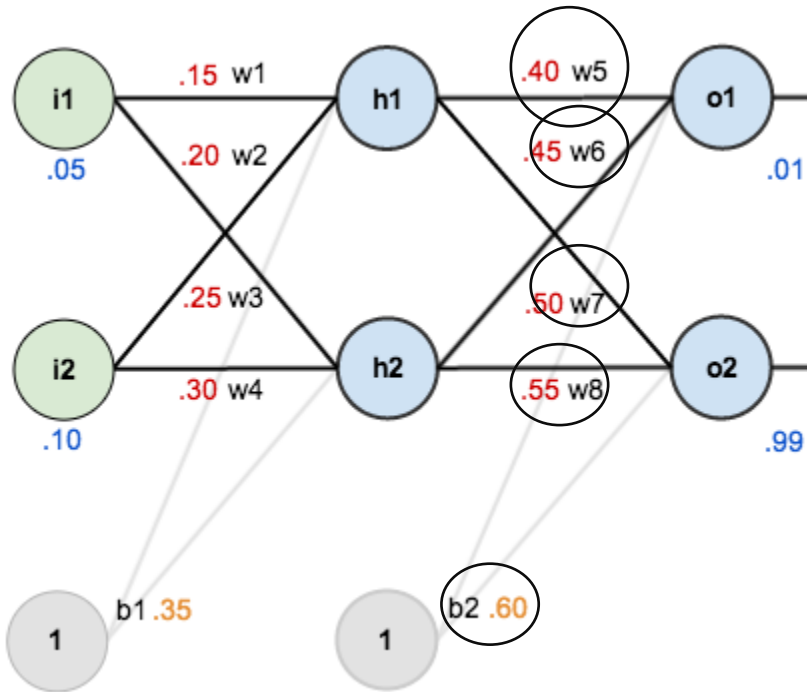 i1
.15 w1
h1
.40 w5
o1
.05
.20 w2
.45 w6
.01
.25 w3
.50 w7
i2
.30 w4
h2
.55 w8
o2
.10
.99
1
b1 .35
1
b2 .60